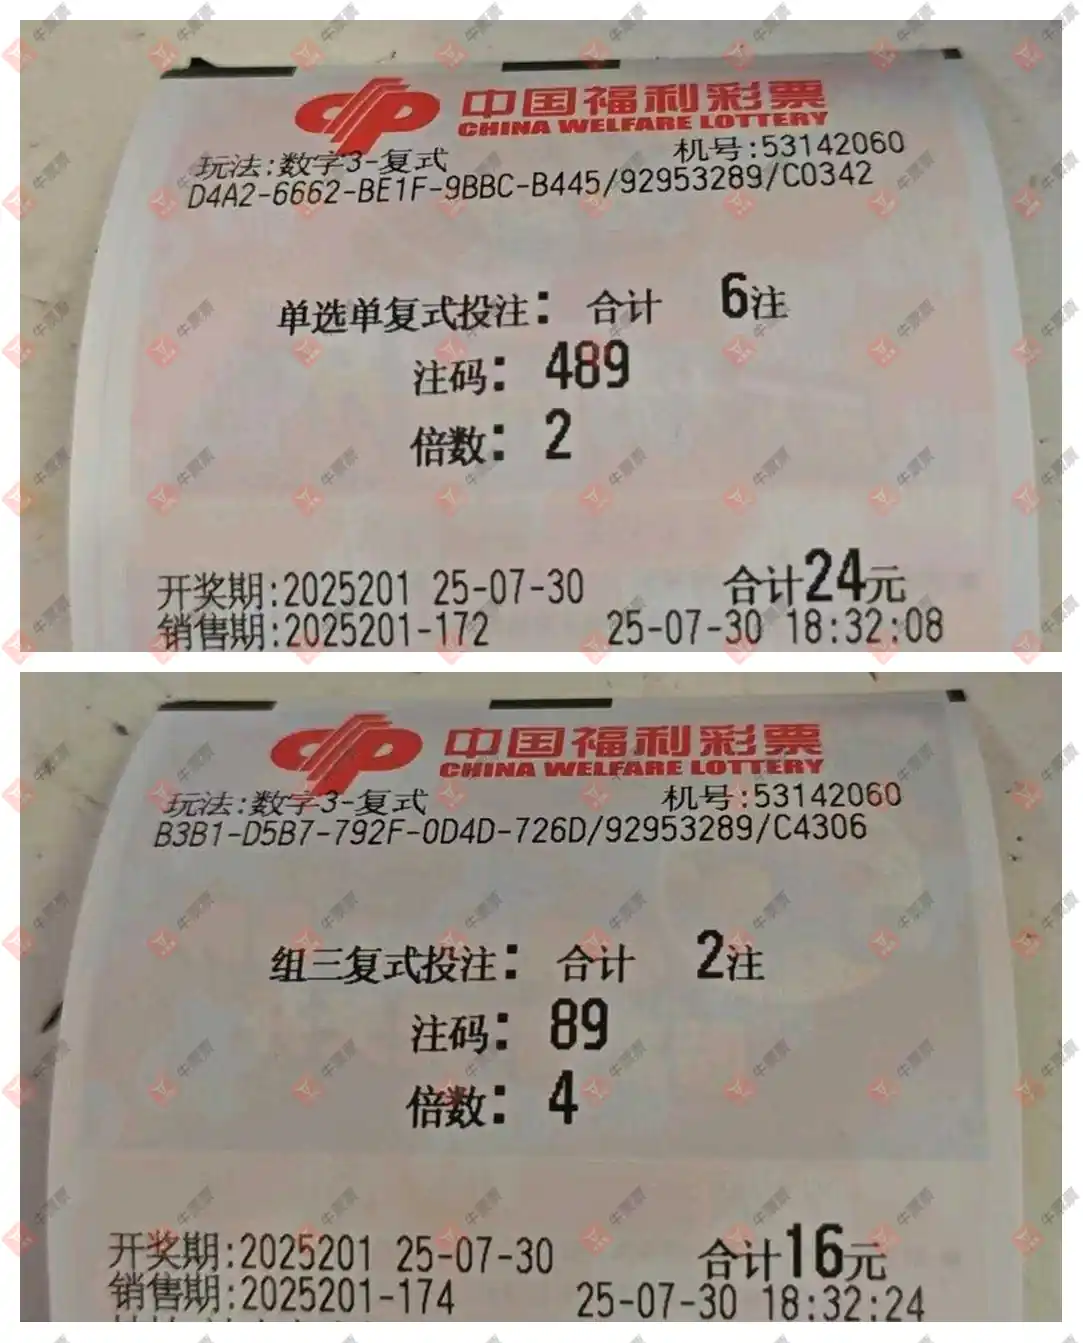 中国福利彩票
CHINA WELFARE LOTTERY
玩法:数字3-复式 机号:53142060
D4A2-6662-BE1F-9BBC-B445/92953289/C0342
单选单复式投注: 合计 6注
注码: 489
倍数: 2
开奖期:2025201 25-07-30 合计24元
销售期:2025201-172 25-07-30 18:32:08
中国福利彩票
CHINA WELFARE LOTTERY
玩法:数字3-复式 机号:53142060
B3B1-D5B7-792F-0D4D-726D/92953289/C4306
组三复式投注: 合计 2注
注码: 89
倍数: 4
开奖期:2025201 25-07-30 合计16元
销售期:2025201-174 25-07-30 18:32:24
牛票票